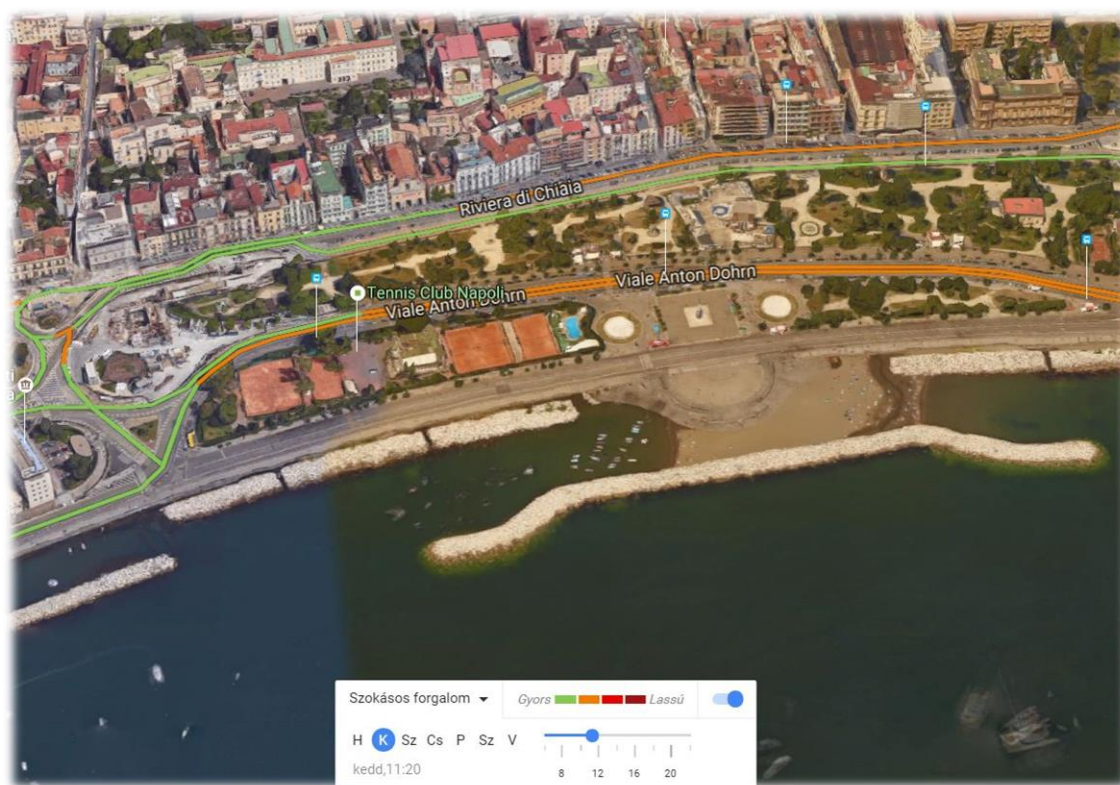 Riviera di Chiaia
Viale Anton Dohrn
Tennis Club Napoli
Viale Anton Dohrn
Szokásos forgalom
Gyors
Lassú
H K Sz Cs P Sz V
kedd,11:20
8 12 16 20